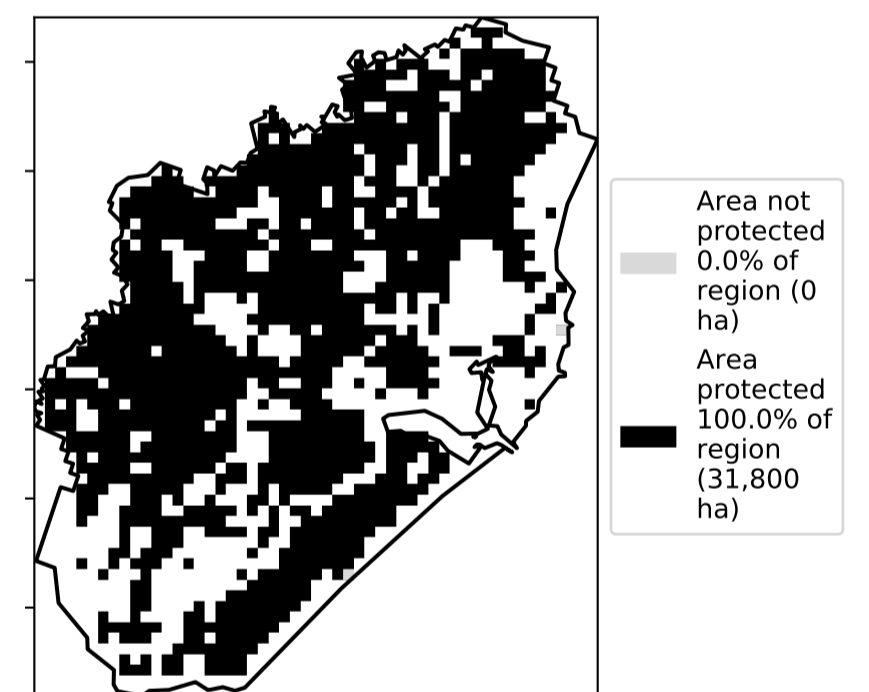 Area not
protected
0.0% of
region (0
ha)
Area
protected
100.0% of
region
(31,800
ha)